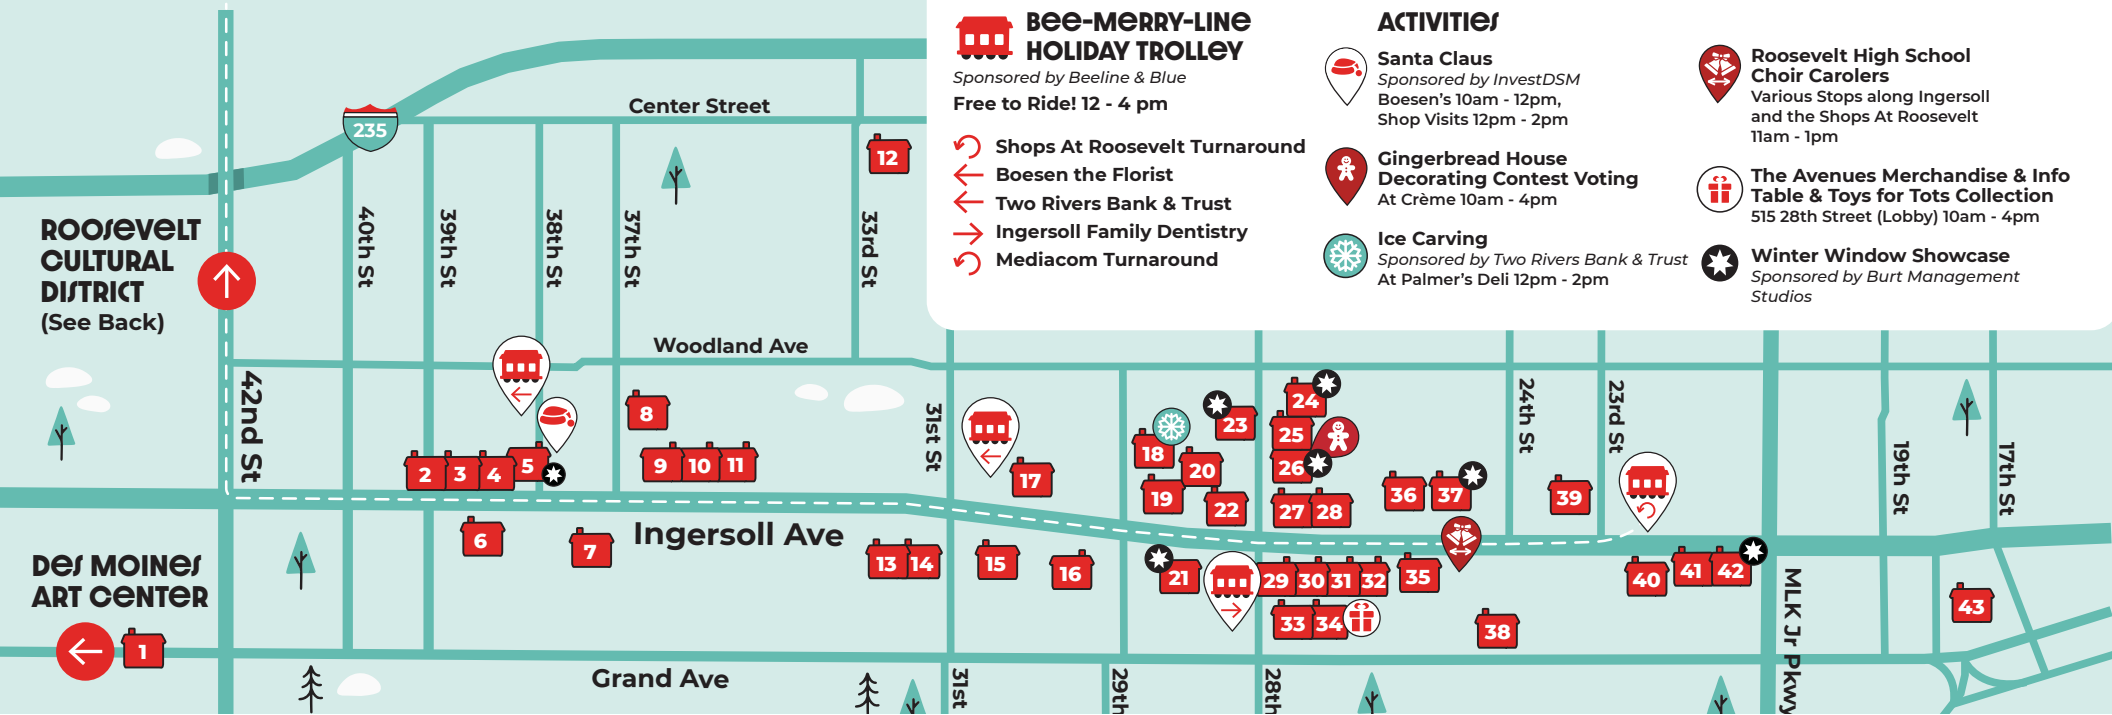 BEE-MERRY-LINE
HOLIDAY TROLLEY
Sponsored by Beeline & Blue
Free to Ride! 12 - 4 pm
Shops At Roosevelt Turnaround
Boesen the Florist
Two Rivers Bank & Trust
Ingersoll Family Dentistry
Mediacom Turnaround
ACTIVITIES
Santa Claus
Sponsored by InvestDSM
Boesen's 10am - 12pm,
Shop Visits 12pm - 2pm
Gingerbread House
Decorating Contest Voting
At Crème 10am - 4pm
Ice Carving
Sponsored by Two Rivers Bank & Trust
At Palmer's Deli 12pm - 2pm
Roosevelt High School
Choir Carolers
Various Stops along Ingersoll
and the Shops At Roosevelt
11am - 1pm
The Avenues Merchandise & Info
Table & Toys for Tots Collection
515 28th Street (Lobby) 10am - 4pm
Winter Window Showcase
Sponsored by Burt Management
Studios
Center Street
235
12
ROOSEVELT
CULTURAL
DISTRICT
(See Back)
40th St
39th St
38th St
37th St
33rd St
Woodland Ave
42nd St
31st St
24th St
23rd St
19th St
17th St
8
24
23
25
18
26
20
2
3
4
5
9
10
11
17
19
22
27
28
36
37
39
Ingersoll Ave
6
7
13
14
15
16
21
29
30
31
32
35
40
41
42
33
34
38
43
DES MOINES
ART CENTER
1
Grand Ave
31st
29th
28th
MLK Jr Pkwy